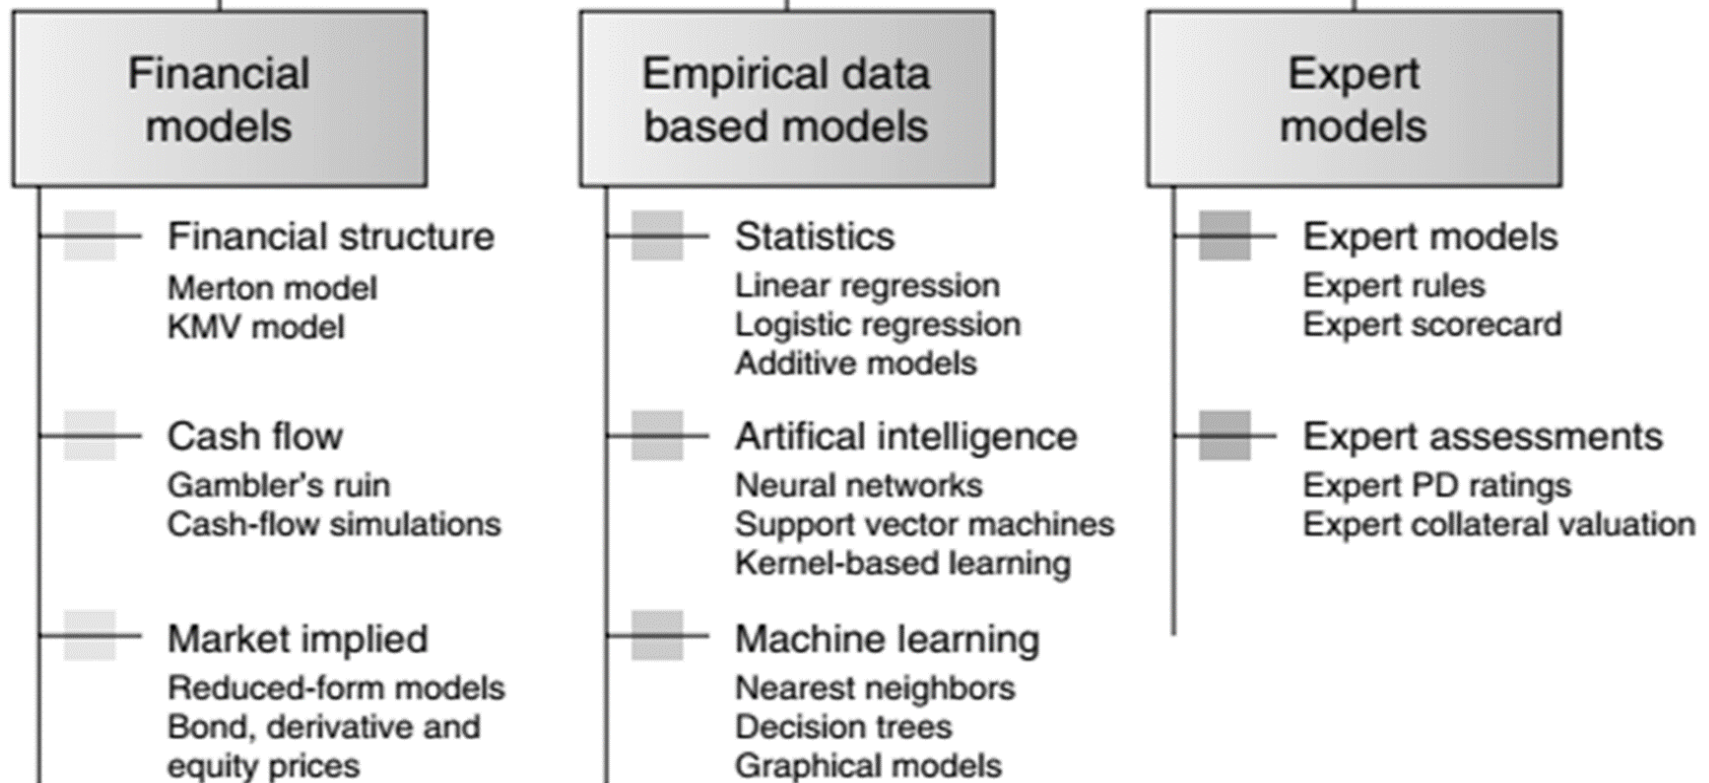 Financial
models
Financial structure
Merton model
KMV model
Cash flow
Gambler's ruin
Cash-flow simulations
Market implied
Reduced-form models
Bond, derivative and
equity prices
Empirical data
based models
Statistics
Linear regression
Logistic regression
Additive models
Artifical intelligence
Neural networks
Support vector machines
Kernel-based learning
Machine learning
Nearest neighbors
Decision trees
Graphical models
Expert
models
Expert models
Expert rules
Expert scorecard
Expert assessments
Expert PD ratings
Expert collateral valuation